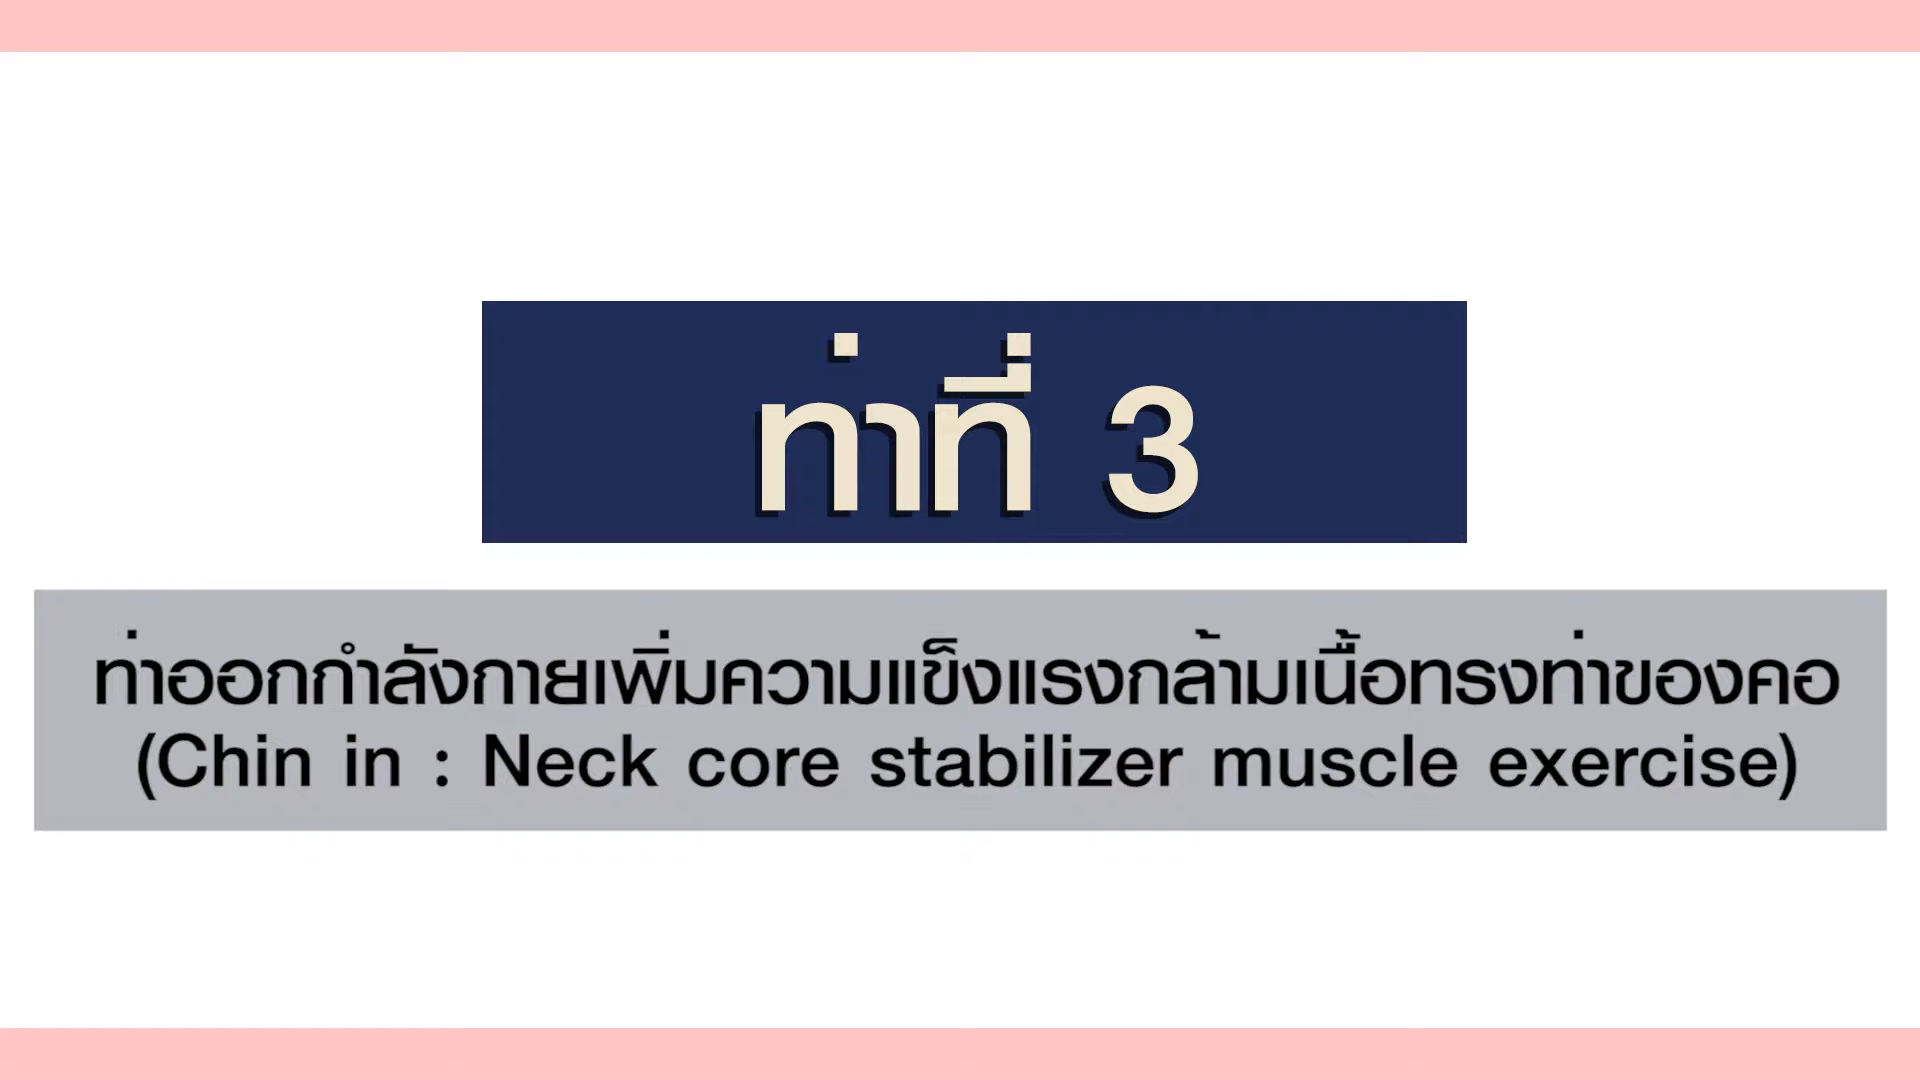 ท่าที่ 3
ท่าออกกำลังกายเพิ่มความแข็งแรงกล้ามเนื้อทรงท่าของคอ
(Chin in : Neck core stabilizer muscle exercise)